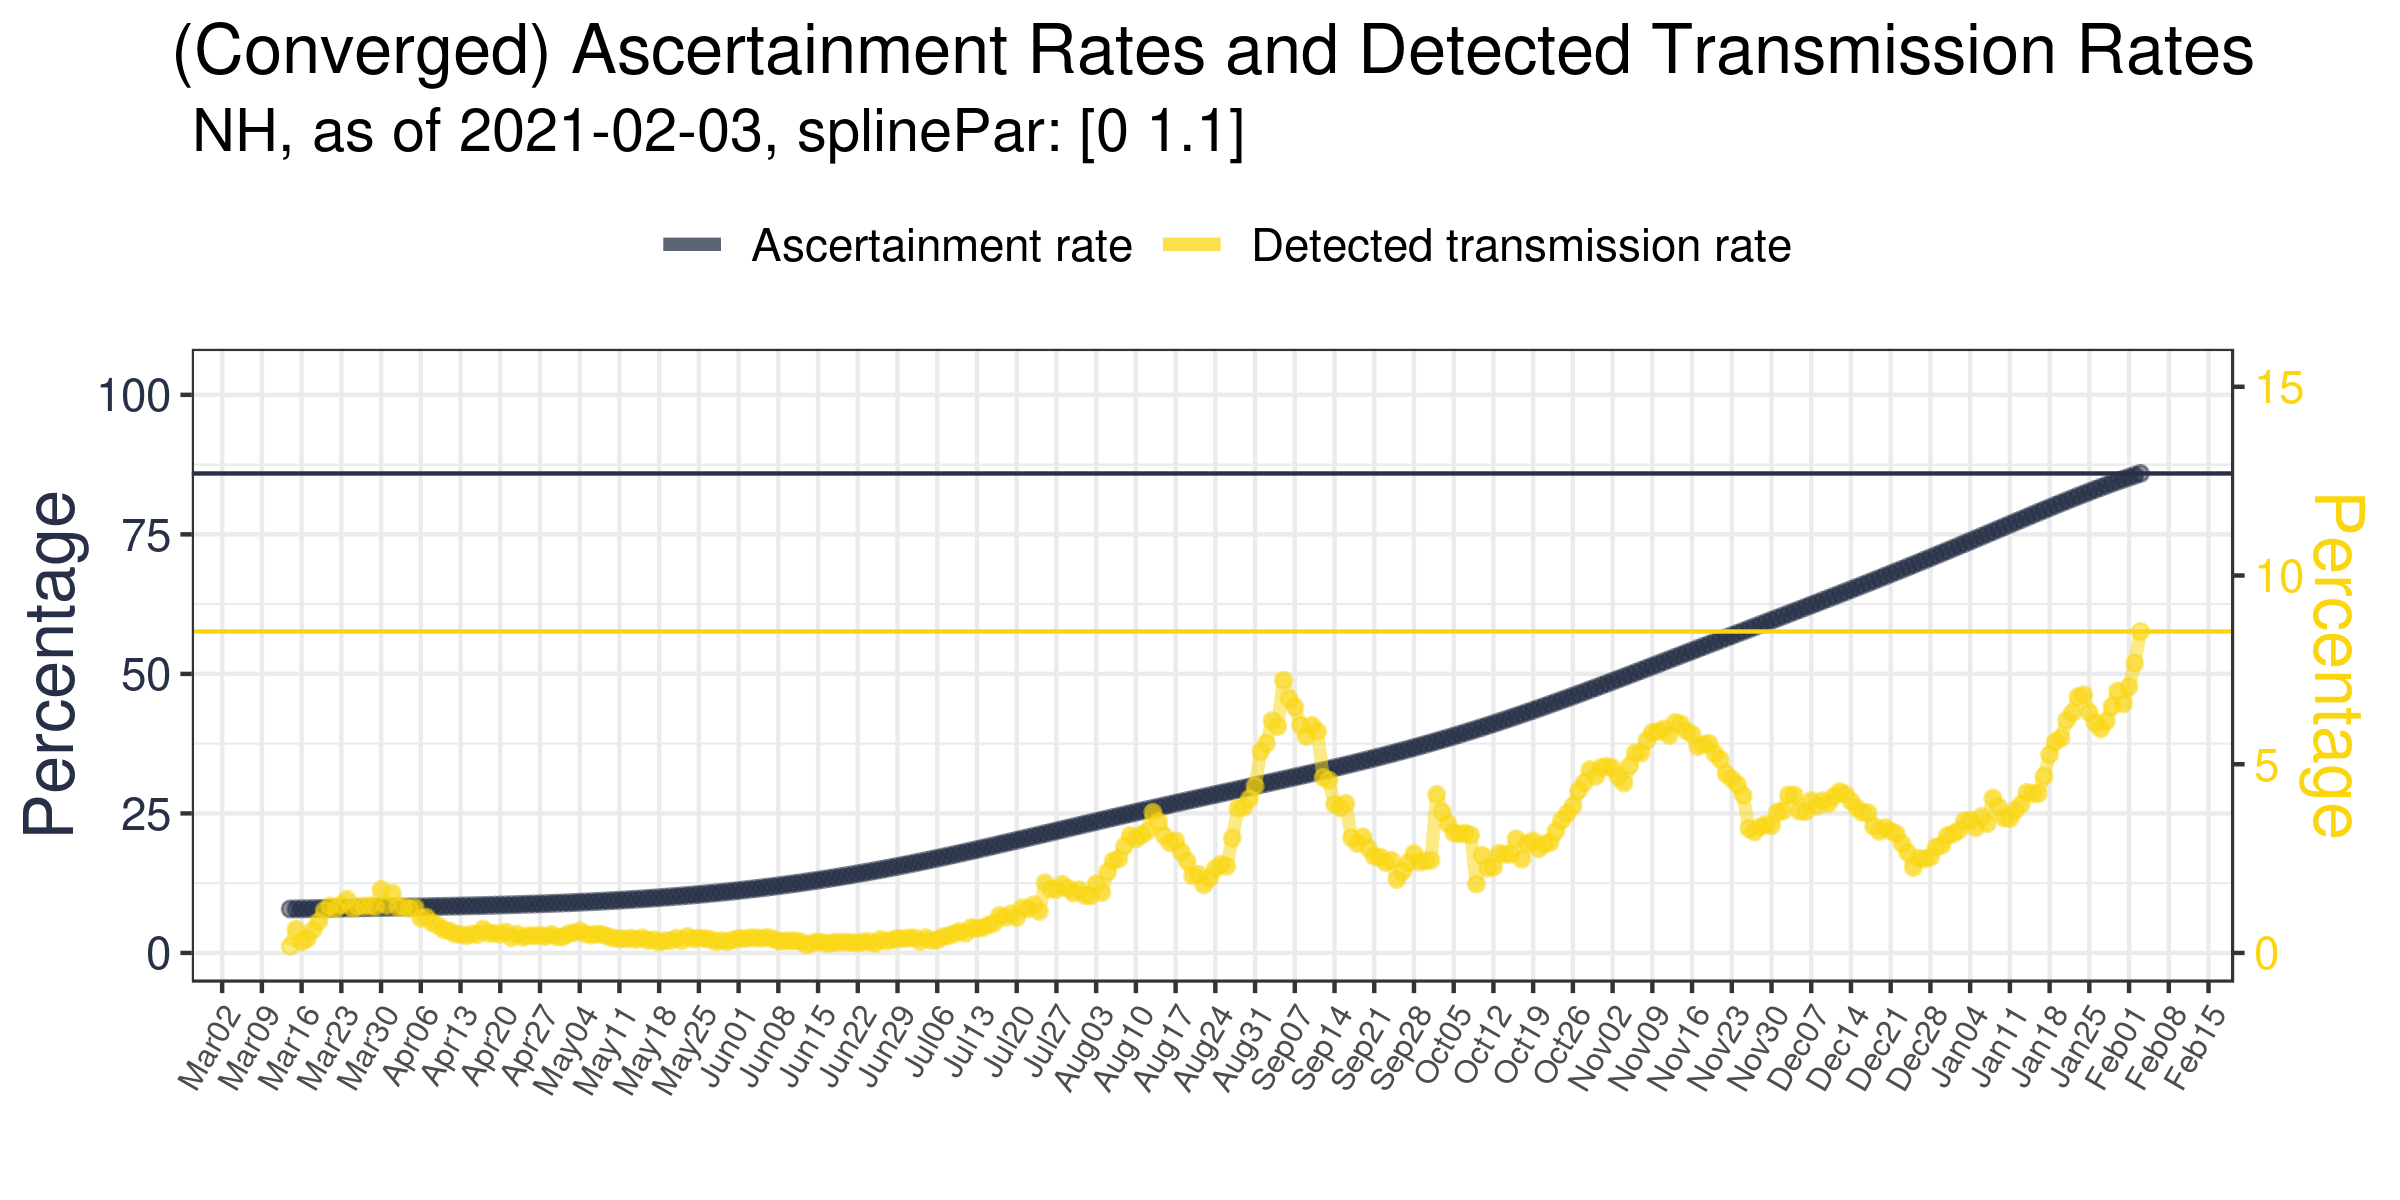 (Converged) Ascertainment Rates and Detected Transmission Rates
NH, as of 2021-02-03, splinePar: [0 1.1]
Ascertainment rate Detected transmission rate
Percentage
100
75
50
25
0
15
10
5
0
Percentage
Mar02 Mar09 Mar16 Mar23 Mar30 Apr06 Apr13 Apr20 Apr27 May04 May11 May18 May25 Jun01 Jun08 Jun15 Jun22 Jun29 Jul06 Jul13 Jul20 Jul27 Aug03 Aug10 Aug17 Aug24 Aug31 Sep07 Sep14 Sep21 Sep28 Oct05 Oct12 Oct19 Oct26 Nov02 Nov09 Nov16 Nov23 Nov30 Dec07 Dec14 Dec21 Dec28 Jan04 Jan11 Jan18 Jan25 Feb01 Feb08 Feb15